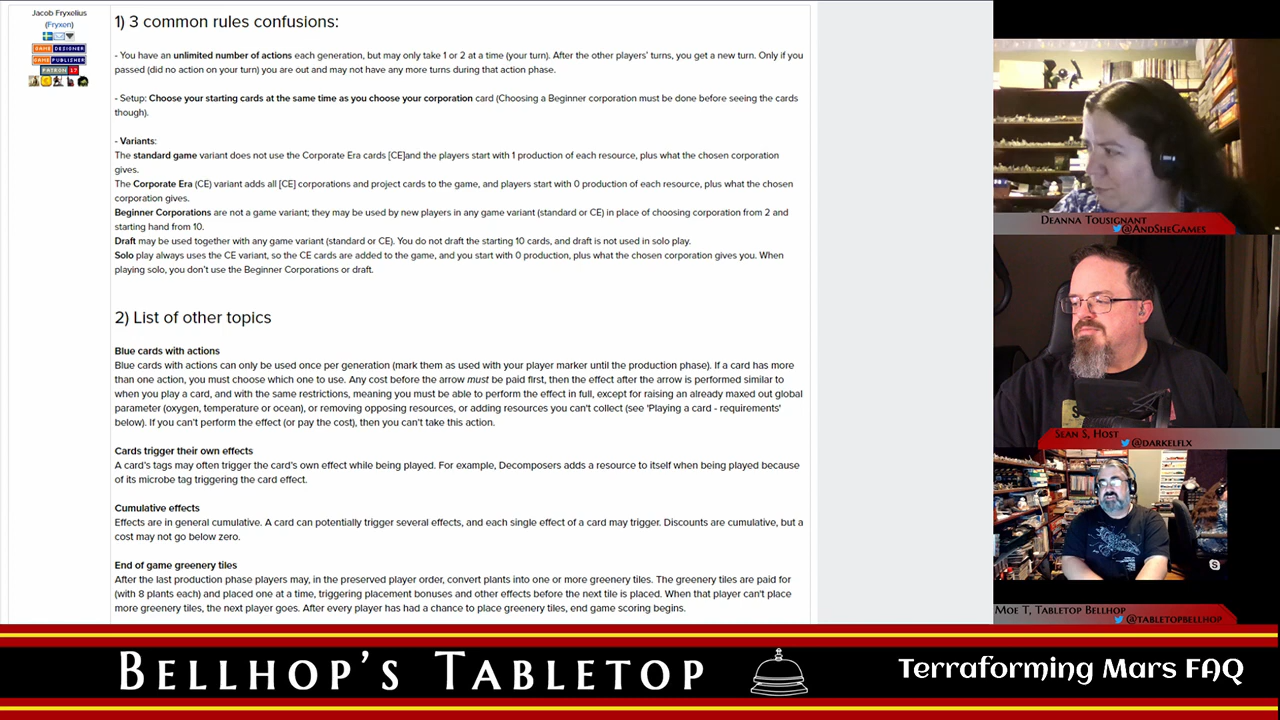 Jacob Fryxelius
(Fryxen)
GAME DESIGNER
GAME PUBLISHER
PATRON 17
1) 3 common rules confusions:
- You have an unlimited number of actions each generation, but may only take 1 or 2 at a time (your turn). After the other players' turns, you get a new turn. Only if you
passed (did no action on your turn) you are out and may not have any more turns during that action phase.
- Setup: Choose your starting cards at the same time as you choose your corporation card (Choosing a Beginner corporation must be done before seeing the cards
though).
- Variants:
The standard game variant does not use the Corporate Era cards [CE]and the players start with 1 production of each resource, plus what the chosen corporation
gives.
The Corporate Era (CE) variant adds all [CE] corporations and project cards to the game, and players start with 0 production of each resource, plus what the chosen
corporation gives.
Beginner Corporations are not a game variant; they may be used by new players in any game variant (standard or CE) in place of choosing corporation from 2 and
starting hand from 10.
Draft may be used together with any game variant (standard or CE). You do not draft the starting 10 cards, and draft is not used in solo play.
Solo play always uses the CE variant, so the CE cards are added to the game, and you start with 0 production, plus what the chosen corporation gives you. When
playing solo, you don't use the Beginner Corporations or draft.
2) List of other topics
Blue cards with actions
Blue cards with actions can only be used once per generation (mark them as used with your player marker until the production phase). If a card has more
than one action, you must choose which one to use. Any cost before the arrow must be paid first, then the effect after the arrow is performed similar to
when you play a card, and with the same restrictions, meaning you must be able to perform the effect in full, except for raising an already maxed out global
parameter (oxygen, temperature or ocean), or removing opposing resources, or adding resources you can't collect (see 'Playing a card - requirements'
below). If you can't perform the effect (or pay the cost), then you can't take this action.
Cards trigger their own effects
A card's tags may often trigger the card's own effect while being played. For example, Decomposers adds a resource to itself when being played because
of its microbe tag triggering the card effect.
Cumulative effects
Effects are in general cumulative. A card can potentially trigger several effects, and each single effect of a card may trigger. Discounts are cumulative, but a
cost may not go below zero.
End of game greenery tiles
After the last production phase players may, in the preserved player order, convert plants into one or more greenery tiles. The greenery tiles are paid for
(with 8 plants each) and placed one at a time, triggering placement bonuses and other effects before the next tile is placed. When that player can't place
more greenery tiles, the next player goes. After every player has had a chance to place greenery tiles, end game scoring begins.
Deanna Tousignant
@AndSheGames
Sean S, Host
@darkelflx
Moe T, Tabletop Bellhop
@tabletopbellhop
Bellhop's Tabletop
Terraforming Mars FAQ